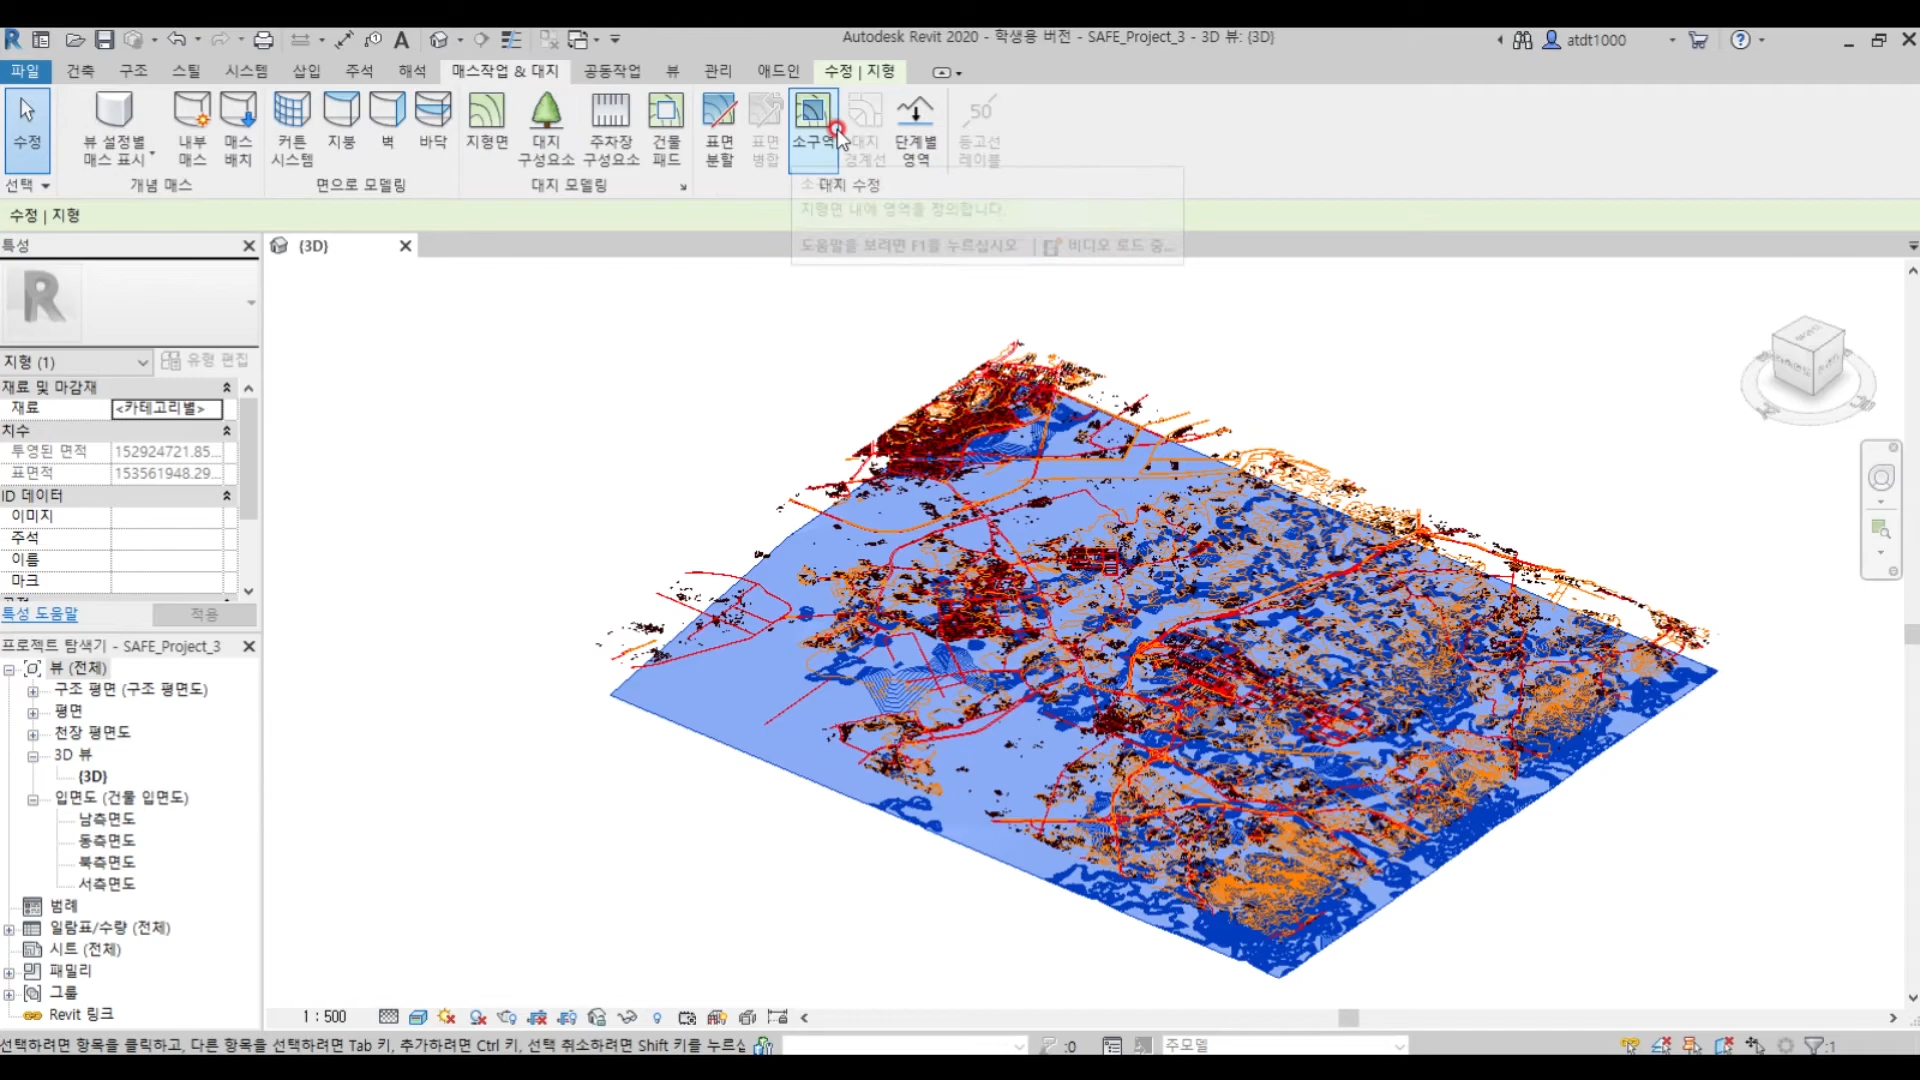 Autodesk Revit 2020 - 학생용 버전 - SAFE_Project_3 - 3D 뷰: {3D}
atdt1000
파일 건축 구조 스틸 시스템 삽입 주석 해석 매스작업 & 대지 공동작업 뷰 관리 애드인 수정 | 지형
수정
뷰 설정별 매스 표시
내부 매스
매스 배치
커튼 시스템
지붕
벽
바닥
지형면
대지 구성요소
주차장 구성요소
건물 패드
표면 분할
표면 병합
소구역
대지 경계선
단계별 영역
50
등고선 레이블
선택 개념 매스 면으로 모델링 대지 모델링 대지 수정
지형면 내에 영역을 정의합니다.
도움말을 보려면 F1를 누르십시오 비디오 로드 중...
수정 | 지형
특성
{3D}
지형 (1) 유형 편집
재료 및 마감재
재료 <카테고리별>
치수
투영된 면적 152924721.85...
표면적 153561948.29...
ID 데이터
이미지
주석
이름
마크
특성 도움말 적용
프로젝트 탐색기 - SAFE_Project_3
뷰 (전체)
구조 평면 (구조 평면도)
평면
천장 평면도
3D 뷰
{3D}
입면도 (건물 입면도)
남측면도
동측면도
북측면도
서측면도
범례
일람표/수량 (전체)
시트 (전체)
패밀리
그룹
Revit 링크
1 : 500
선택하려면 항목을 클릭하고, 다른 항목을 선택하려면 Tab 키, 추가하려면 Ctrl 키, 선택 취소하려면 Shift 키를 누르
:0
주모델
:1